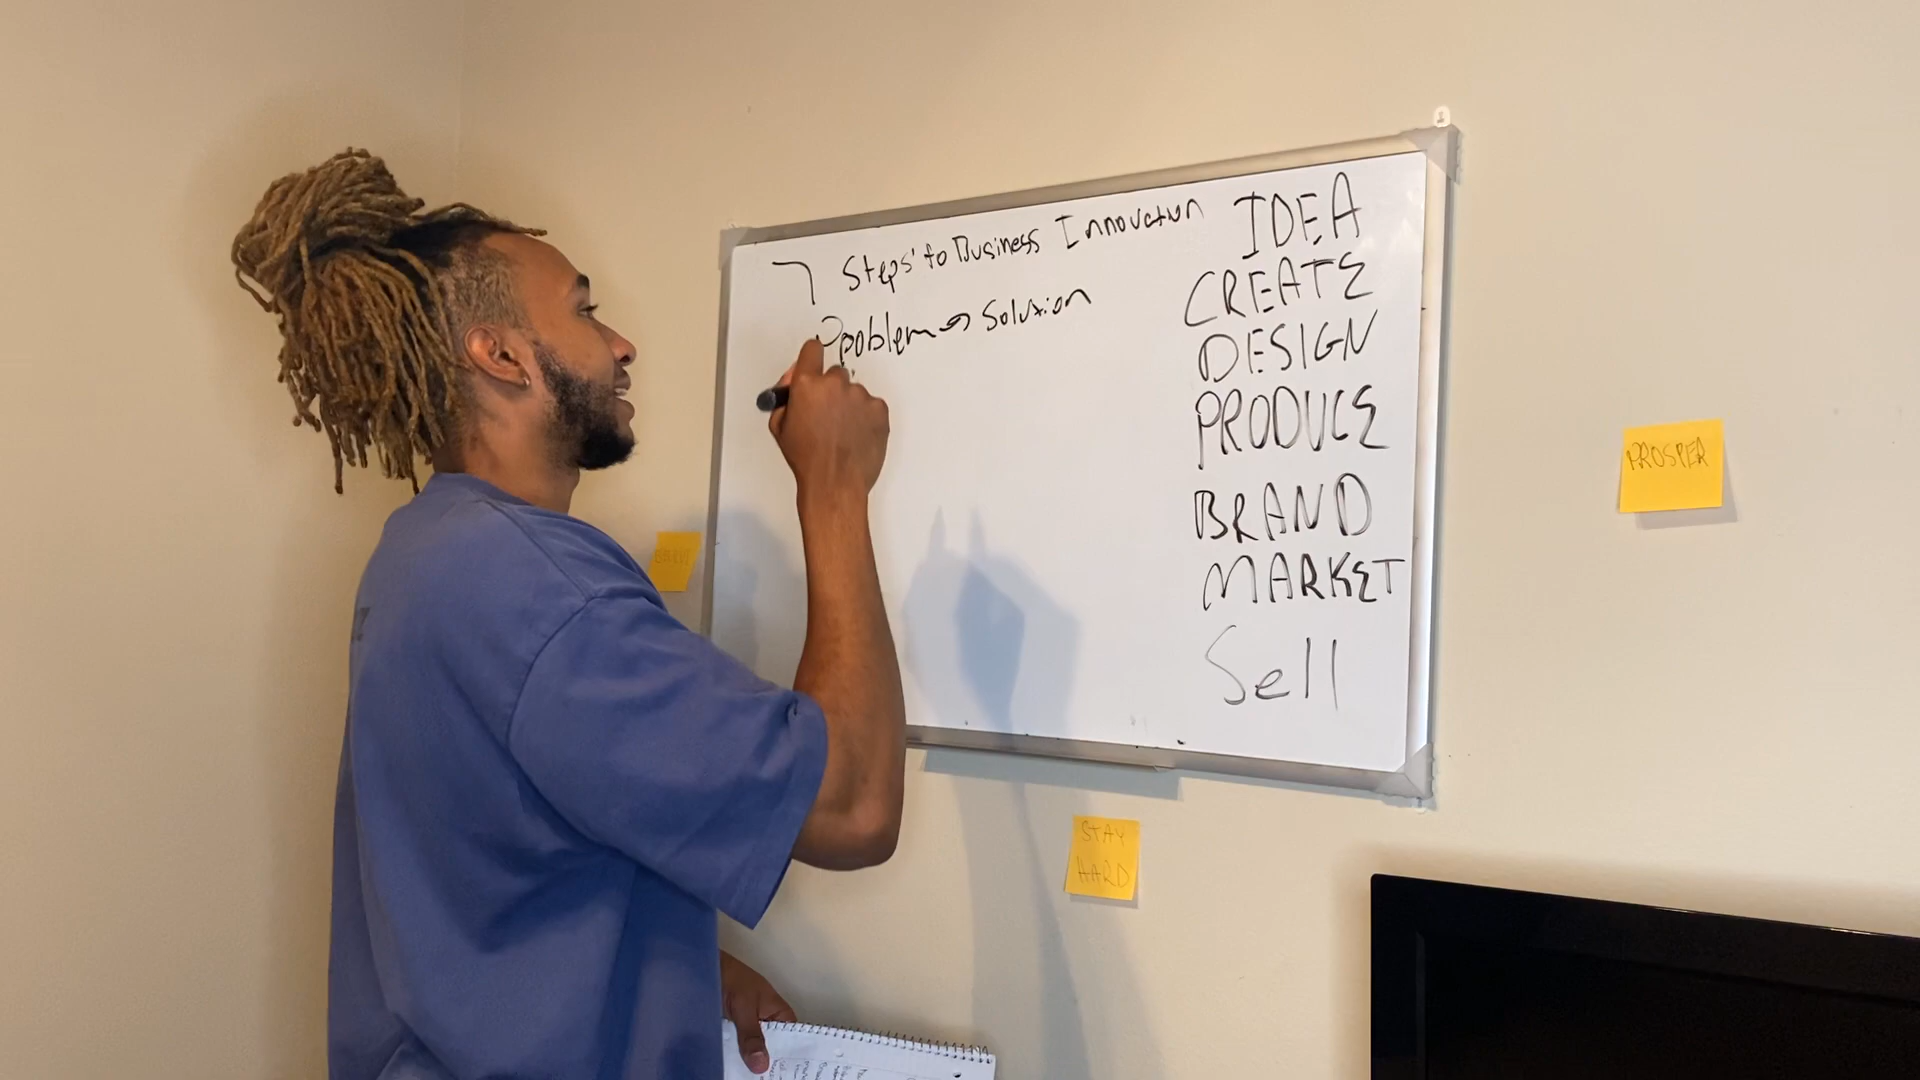 7 Steps to Business Innovation
Problem → Solution
IDEA
CREATE
DESIGN
PRODUCE
BRAND
MARKET
Sell
PROSPER
STAY
HARD